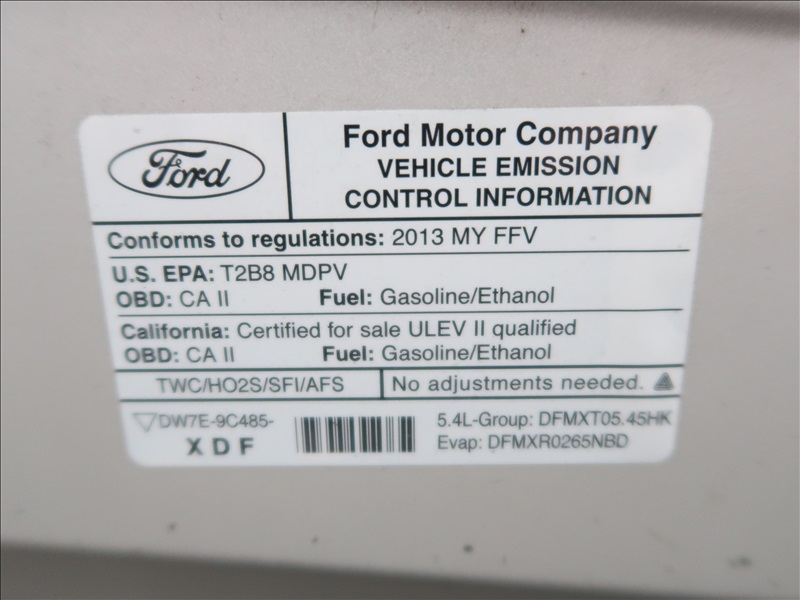 Ford
Ford Motor Company
VEHICLE EMISSION
CONTROL INFORMATION
Conforms to regulations: 2013 MY FFV
U.S. EPA: T2B8 MDPV
OBD: CA II Fuel: Gasoline/Ethanol
California: Certified for sale ULEV II qualified
OBD: CA II Fuel: Gasoline/Ethanol
TWC/HO2S/SFI/AFS No adjustments needed.
DW7E-9C485-
XDF
5.4L-Group: DFMXT05.45HK
Evap: DFMXR0265NBD